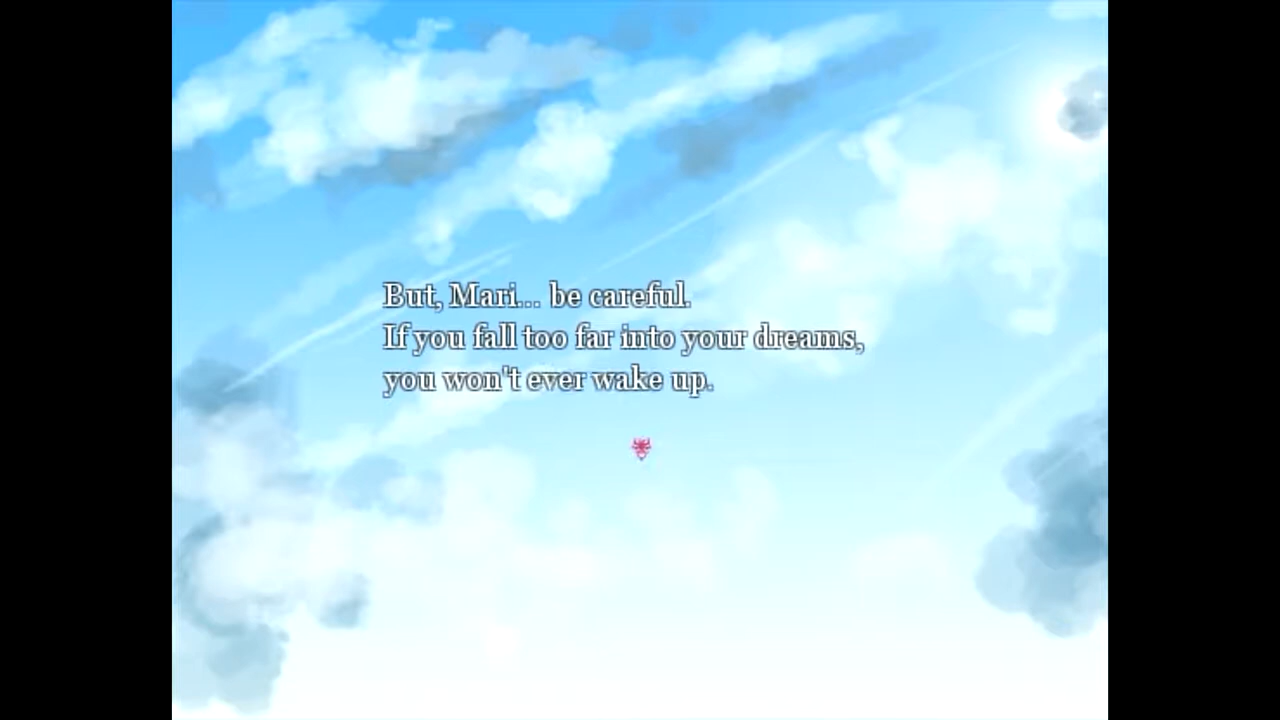 But, Mari... be careful.
If you fall too far into your dreams,
you won't ever wake up.